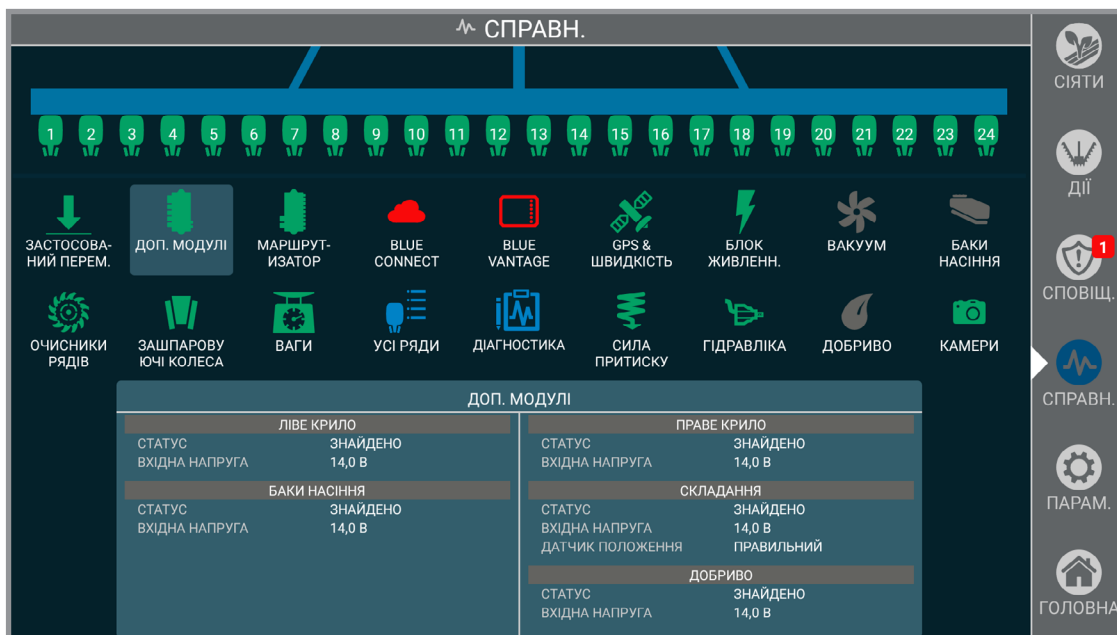 СПРАВН.
1 2 3 4 5 6 7 8 9 10 11 12 13 14 15 16 17 18 19 20 21 22 23 24
ЗАСТОСОВА-
НИЙ ПЕРЕМ.
ДОП. МОДУЛІ
МАРШРУТ-
ИЗАТОР
BLUE
CONNECT
BLUE
VANTAGE
GPS &
ШВИДКІСТЬ
БЛОК
ЖИВЛЕНН.
ВАКУУМ
БАКИ
НАСІННЯ
ОЧИСНИКИ
РЯДІВ
ЗАШПАРОВУ
ЮЧІ КОЛЕСА
ВАГИ
УСІ РЯДИ
ДІАГНОСТИКА
СИЛА
ПРИТИСКУ
ГІДРАВЛІКА
ДОБРИВО
КАМЕРИ
ДОП. МОДУЛІ
ЛІВЕ КРИЛО
СТАТУС ЗНАЙДЕНО
ВХІДНА НАПРУГА 14,0 В
БАКИ НАСІННЯ
СТАТУС ЗНАЙДЕНО
ВХІДНА НАПРУГА 14,0 В
ПРАВЕ КРИЛО
СТАТУС ЗНАЙДЕНО
ВХІДНА НАПРУГА 14,0 В
СКЛАДАННЯ
СТАТУС ЗНАЙДЕНО
ВХІДНА НАПРУГА 14,0 В
ДАТЧИК ПОЛОЖЕННЯ ПРАВИЛЬНИЙ
ДОБРИВО
СТАТУС ЗНАЙДЕНО
ВХІДНА НАПРУГА 14,0 В
СІЯТИ
ДІЇ
1
СПОВІЩ.
СПРАВН.
ПАРАМ.
ГОЛОВНА